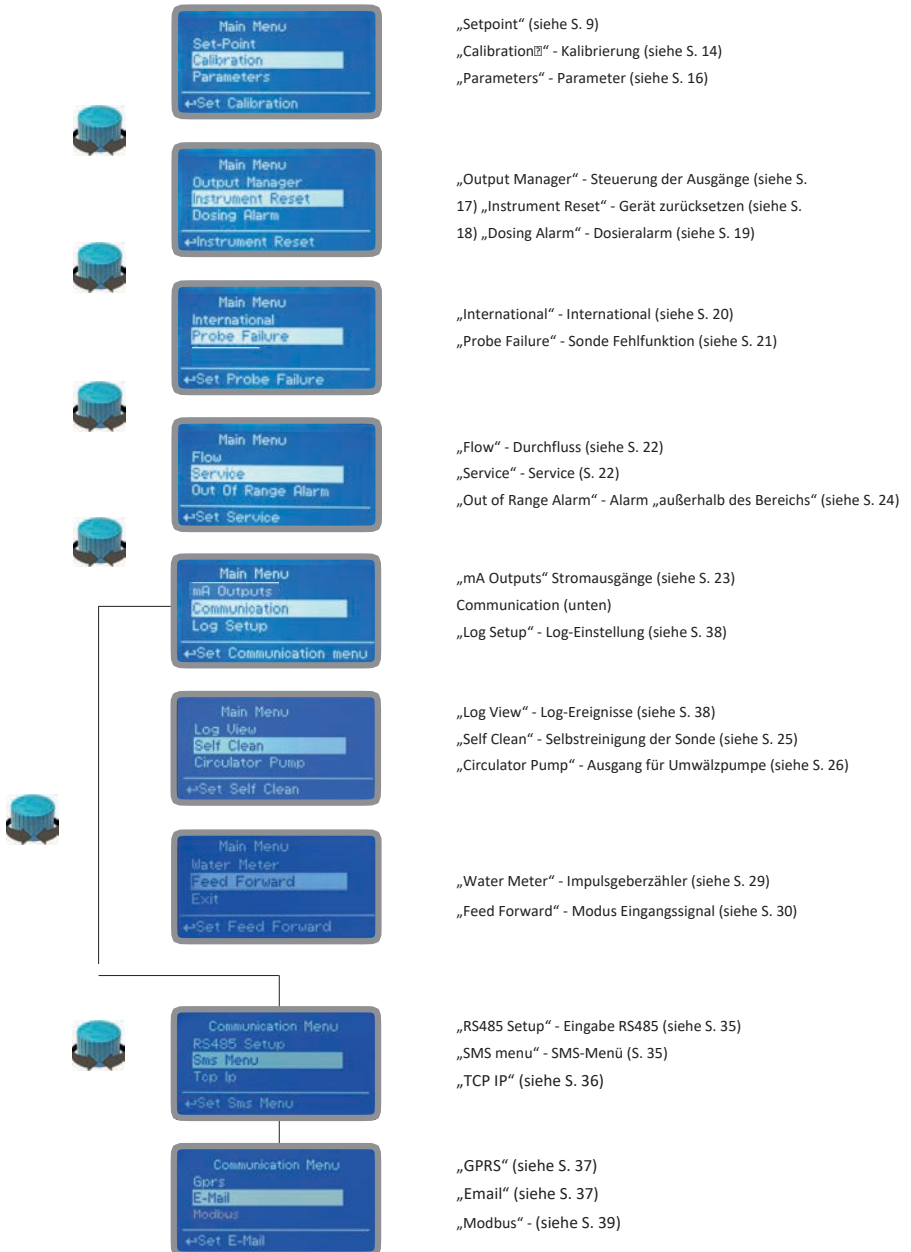 Main Menu
Set-Point
Calibration
Parameters
↵Set Calibration
„Setpoint“ (siehe S. 9)
„Calibration⍰“ - Kalibrierung (siehe S. 14)
„Parameters“ - Parameter (siehe S. 16)
Main Menu
Output Manager
Instrument Reset
Dosing Alarm
↵Instrument Reset
„Output Manager“ - Steuerung der Ausgänge (siehe S.
17) „Instrument Reset“ - Gerät zurücksetzen (siehe S.
18) „Dosing Alarm“ - Dosieralarm (siehe S. 19)
Main Menu
International
Probe Failure
↵Set Probe Failure
„International“ - International (siehe S. 20)
„Probe Failure“ - Sonde Fehlfunktion (siehe S. 21)
Main Menu
Flow
Service
Out Of Range Alarm
↵Set Service
„Flow“ - Durchfluss (siehe S. 22)
„Service“ - Service (S. 22)
„Out of Range Alarm“ - Alarm „außerhalb des Bereichs“ (siehe S. 24)
Main Menu
mA Outputs
Communication
Log Setup
↵Set Communication menu
„mA Outputs“ Stromausgänge (siehe S. 23)
Communication (unten)
„Log Setup“ - Log-Einstellung (siehe S. 38)
Main Menu
Log View
Self Clean
Circulator Pump
↵Set Self Clean
„Log View“ - Log-Ereignisse (siehe S. 38)
„Self Clean“ - Selbstreinigung der Sonde (siehe S. 25)
„Circulator Pump“ - Ausgang für Umwälzpumpe (siehe S. 26)
Main Menu
Water Meter
Feed Forward
Exit
↵Set Feed Forward
„Water Meter“ - Impulsgeberzähler (siehe S. 29)
„Feed Forward“ - Modus Eingangssignal (siehe S. 30)
Communication Menu
RS485 Setup
Sms Menu
Tcp Ip
↵Set Sms Menu
„RS485 Setup“ - Eingabe RS485 (siehe S. 35)
„SMS menu“ - SMS-Menü (S. 35)
„TCP IP“ (siehe S. 36)
Communication Menu
Gprs
E-Mail
Modbus
↵Set E-Mail
„GPRS“ (siehe S. 37)
„Email“ (siehe S. 37)
„Modbus“ - (siehe S. 39)